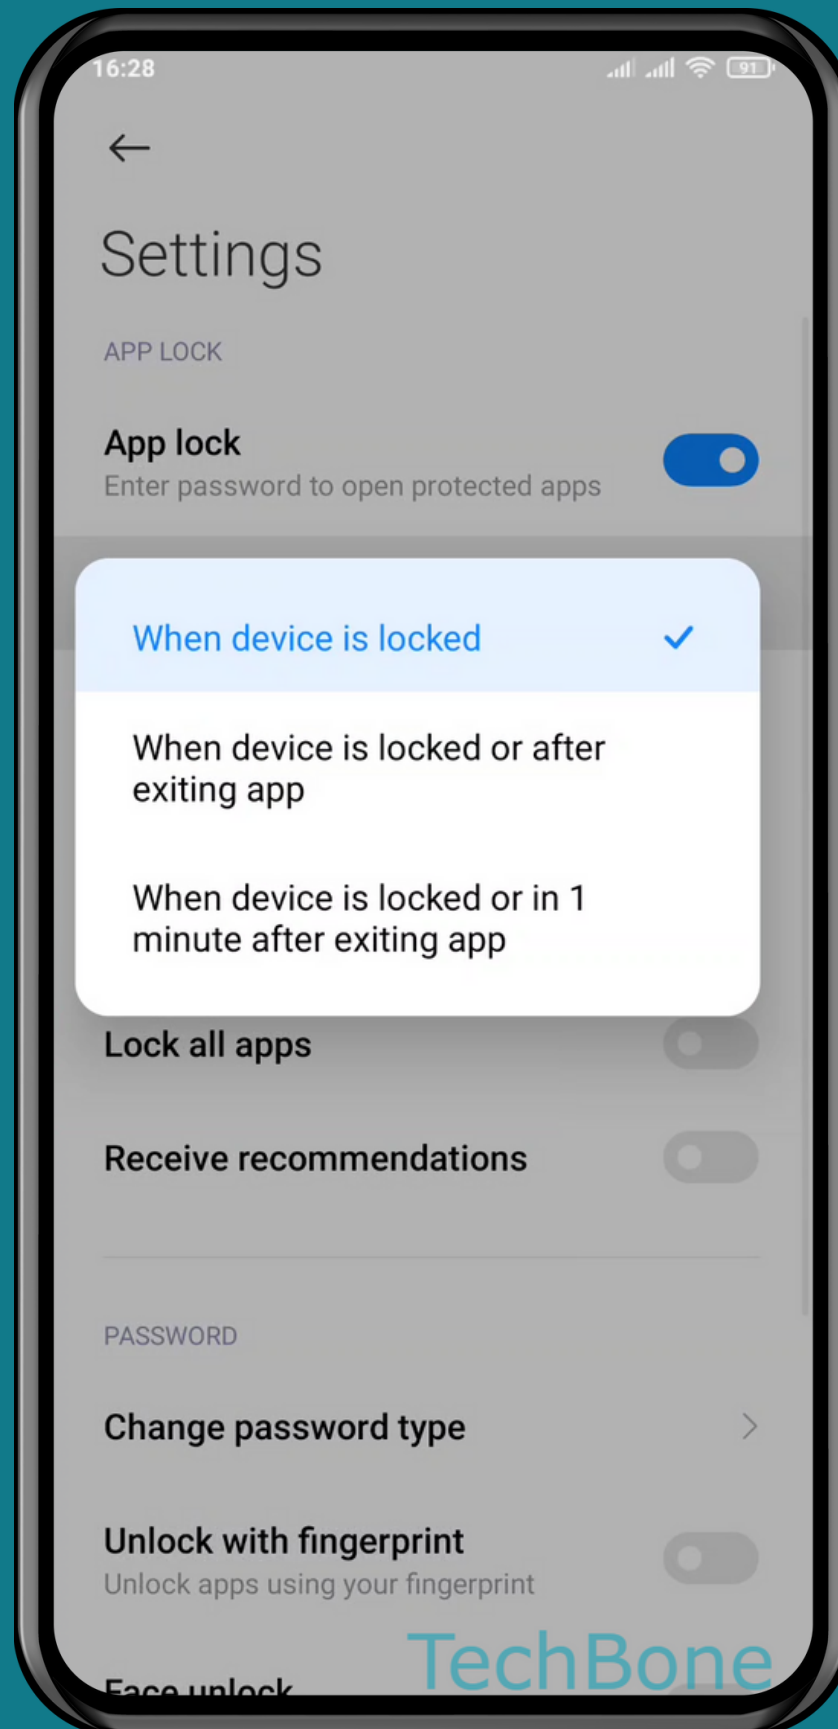 16:28
91
Settings
APP LOCK
App lock
Enter password to open protected apps
When device is locked
When device is locked or after
exiting app
When device is locked or in 1
minute after exiting app
Lock all apps
Receive recommendations
PASSWORD
Change password type
Unlock with fingerprint
Unlock apps using your fingerprint
TechBone
Face unlock